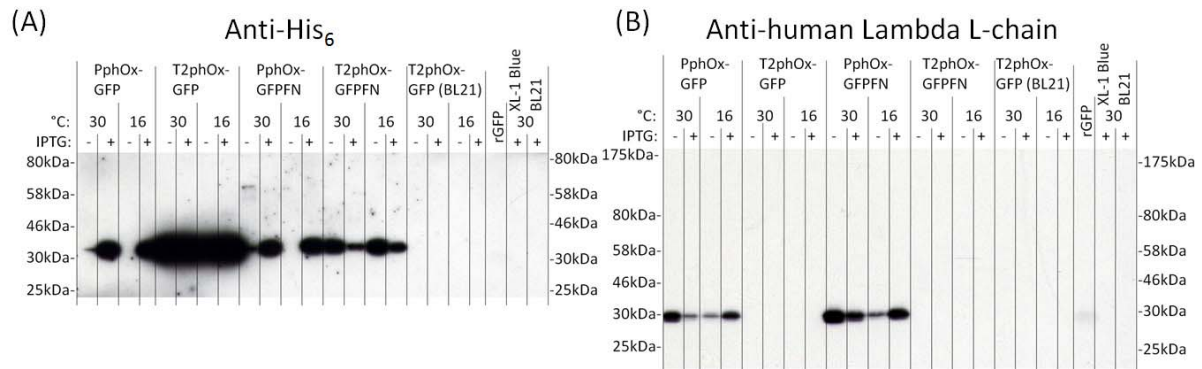 (A)
Anti-His6
PphOx-
GFP
T2phOx-
GFP
PphOx-
GFPFN
T2phOx-
GFPFN
T2phOx-
GFP (BL21)
rGFP
XL-1 Blue
BL21
°C: 30 16 30 16 30 16 30 16 30 16 30
IPTG: - + - + - + - + - + - + - + - + - + - + - + +
80kDa- -80kDa
58kDa- -58kDa
46kDa- -46kDa
30kDa- -30kDa
25kDa- -25kDa
(B)
Anti-human Lambda L-chain
PphOx-
GFP
T2phOx-
GFP
PphOx-
GFPFN
T2phOx-
GFPFN
T2phOx-
GFP (BL21)
rGFP
XL-1 Blue
BL21
°C: 30 16 30 16 30 16 30 16 30 16 30
IPTG: - + - + - + - + - + - + - + - + - + - + + +
175kDa- -175kDa
80kDa- -80kDa
58kDa- -58kDa
46kDa- -46kDa
30kDa- -30kDa
25kDa- -25kDa